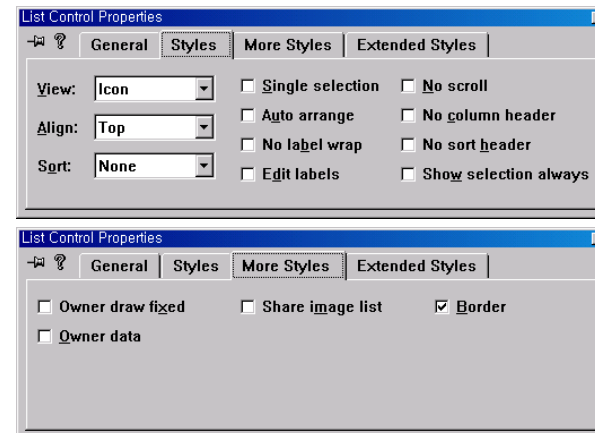 List Control Properties
? General Styles More Styles Extended Styles
View: Icon Single selection No scroll
Align: Top Auto arrange No column header
No label wrap No sort header
Sort: None Edit labels Show selection always
List Control Properties
? General Styles More Styles Extended Styles
Owner draw fixed Share image list Border
Owner data